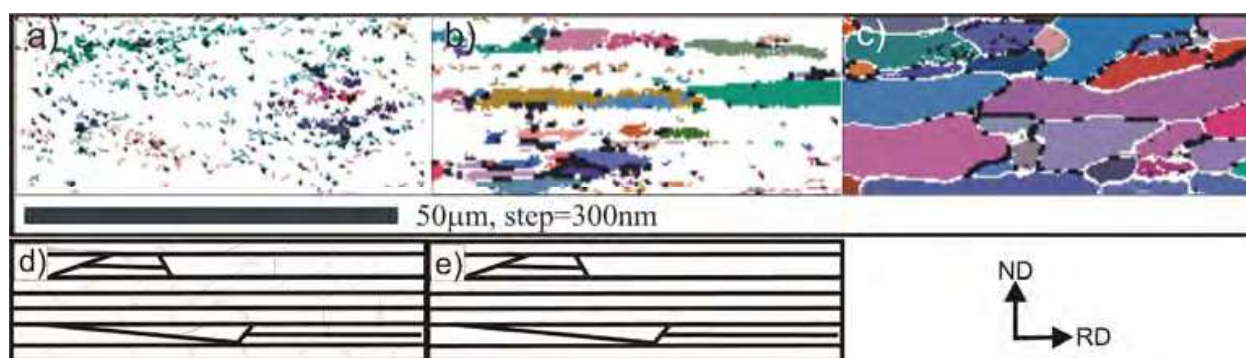 a)
b)
c)
50μm, step=300nm
d)
e)
ND
RD